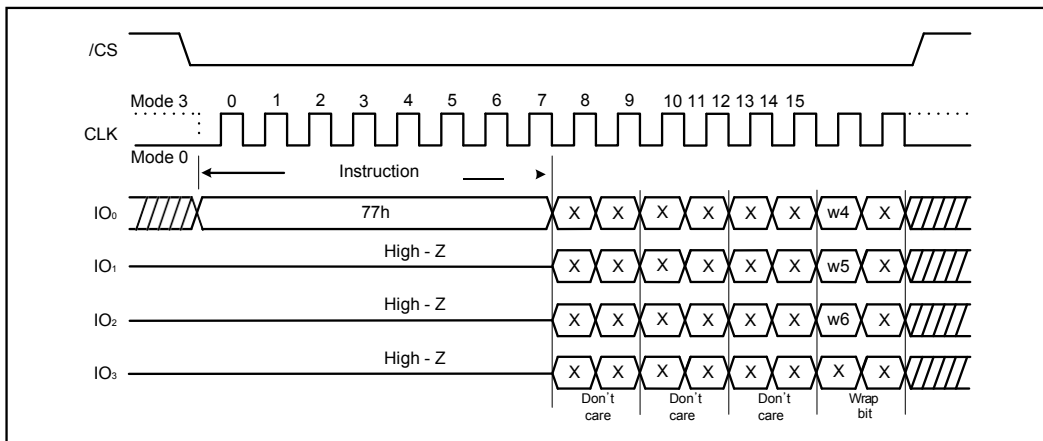 /CS
Mode 3 0 1 2 3 4 5 6 7 8 9 10 11 12 13 14 15
CLK
Mode 0
Instruction
IO₀ 77h X X X X X X w4 X
IO₁ High - Z X X X X X X w5 X
IO₂ High - Z X X X X X X w6 X
IO₃ High - Z X X X X X X X X
Don't Don't Don't Wrap
care care care bit